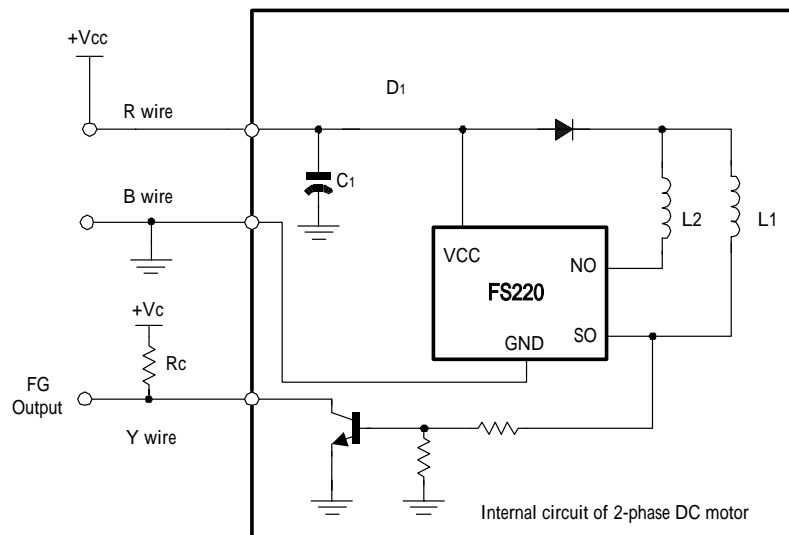 +Vcc
D1
R wire
C1
B wire
L2
L1
VCC
NO
FS220
+Vc
SO
GND
Rc
FG
Output
Y wire
Internal circuit of 2-phase DC motor